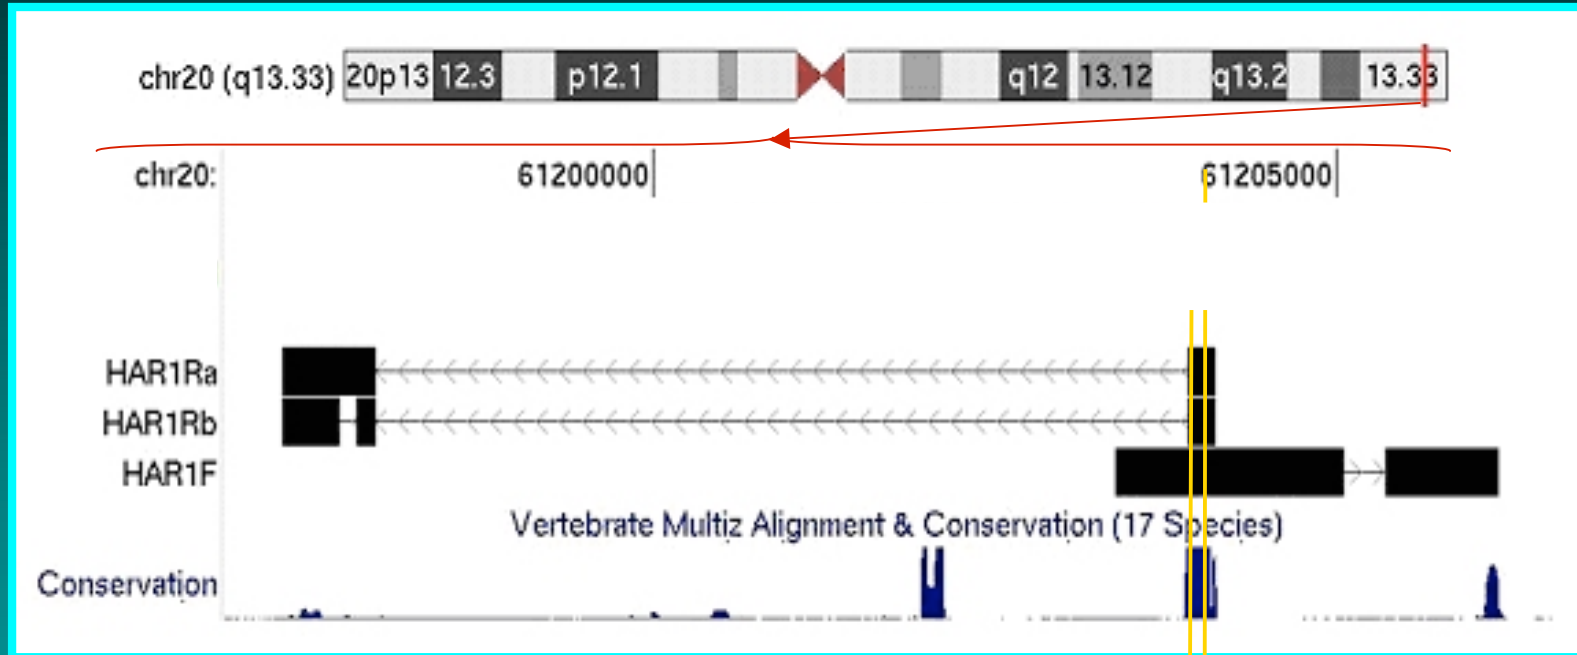 chr20 (q13.33) 20p13 12.3 p12.1 q12 13.12 q13.2 13.33
chr20: 61200000 61205000
HAR1Ra
HAR1Rb
HAR1F
Vertebrate Multiz Alignment & Conservation (17 Species)
Conservation